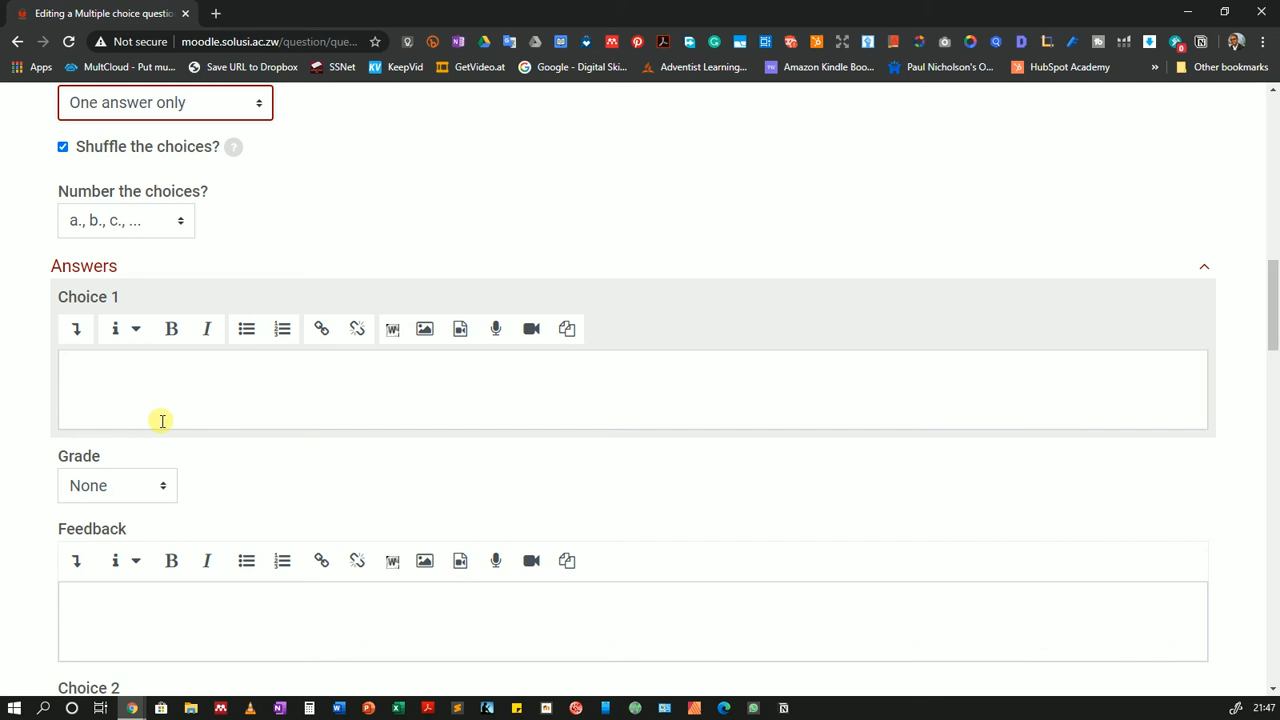 Editing a Multiple choice questio
Not secure
moodle.solusi.ac.zw/question/que...
Apps
MultCloud - Put mu...
Save URL to Dropbox
SSNet
KeepVid
GetVideo.at
Google - Digital Ski...
Adventist Learning...
Amazon Kindle Boo...
Paul Nicholson's O...
HubSpot Academy
»
Other bookmarks
One answer only
Shuffle the choices?
Number the choices?
a., b., c., ...
Answers
Choice 1
Grade
None
Feedback
Choice 2
21:47